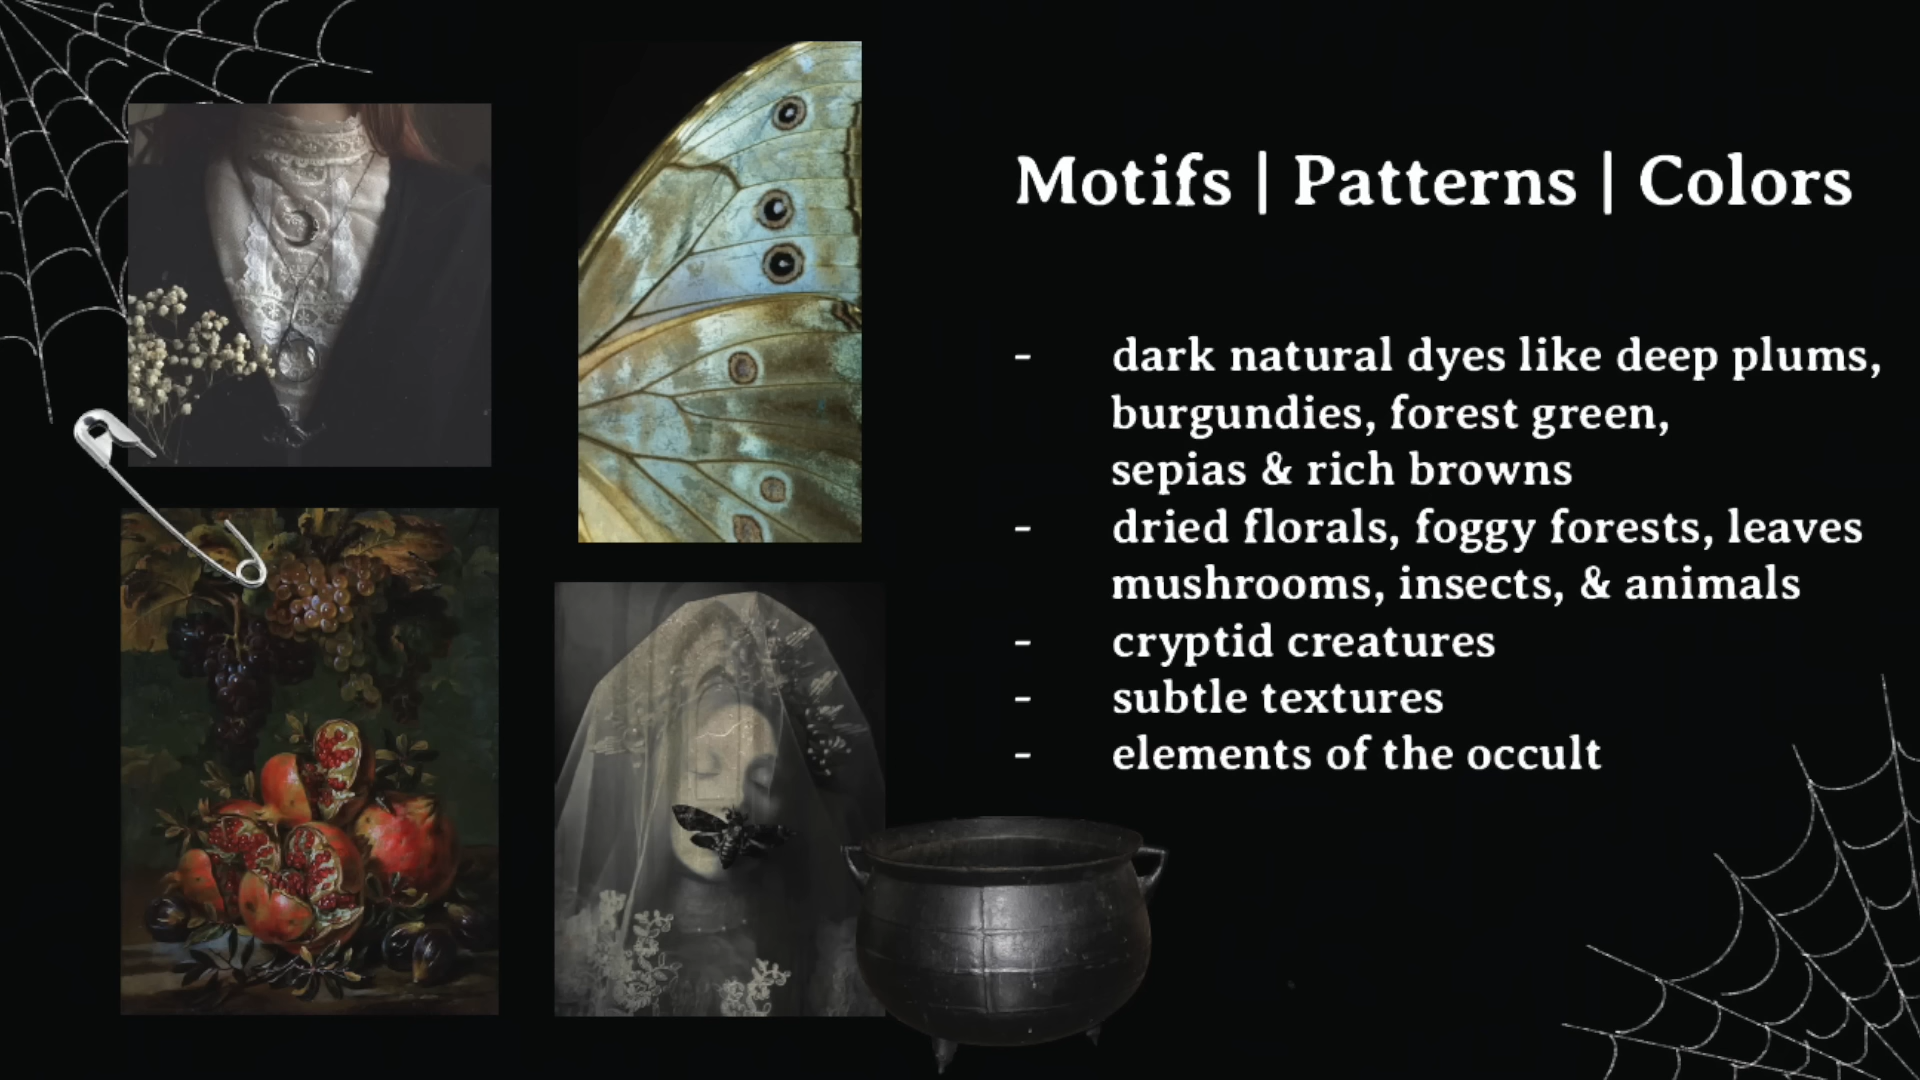 Motifs | Patterns | Colors
- dark natural dyes like deep plums,
burgundies, forest green,
sepias & rich browns
- dried florals, foggy forests, leaves
mushrooms, insects, & animals
- cryptid creatures
- subtle textures
- elements of the occult